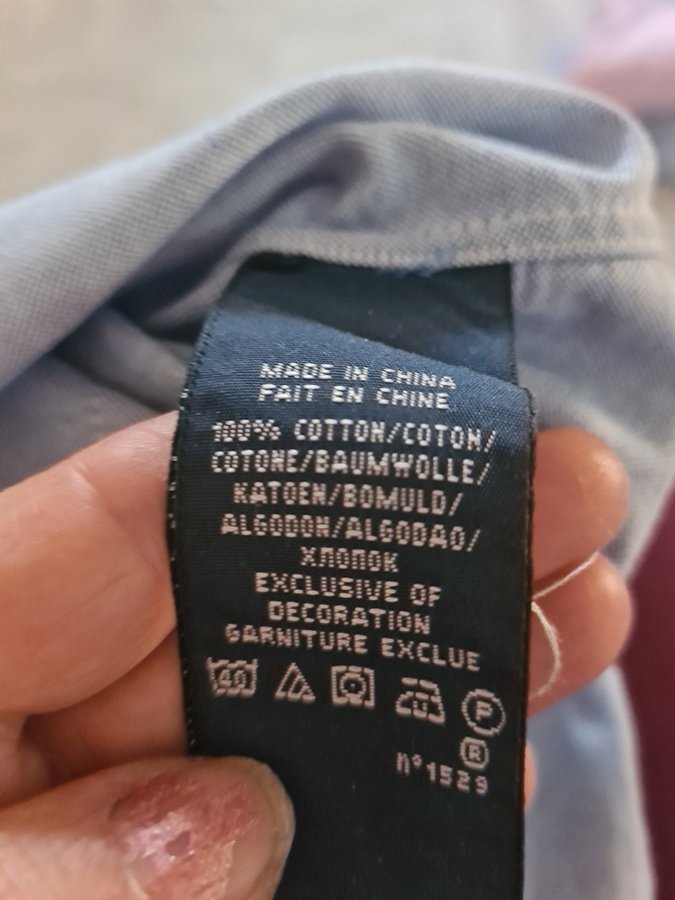 MADE IN CHINA
FAIT EN CHINE
100% COTTON/COTON/
COTONE/BAUMWOLLE/
KATOEN/BOMULD/
ALGODON/ALGODAO/
ХЛОПОК
EXCLUSIVE OF
DECORATION
GARNITURE EXCLUE
40 P
R
n°1529